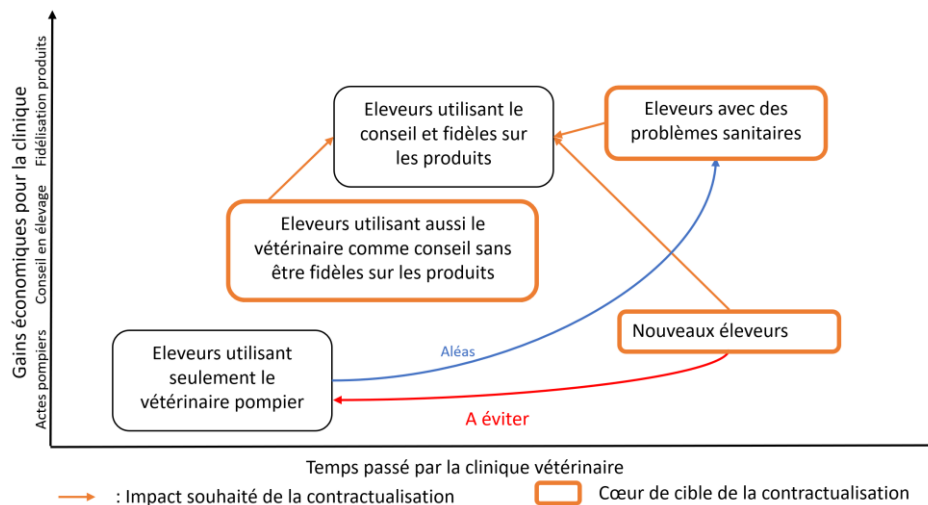 Gains économiques pour la clinique
Fidélisation produits
Conseil en élevage
Actes pompiers
Eleveurs utilisant le
conseil et fidèles sur
les produits
Eleveurs avec des
problèmes sanitaires
Eleveurs utilisant aussi le
vétérinaire comme conseil sans
être fidèles sur les produits
Nouveaux éleveurs
Eleveurs utilisant
seulement le
vétérinaire pompier
Aléas
A éviter
Temps passé par la clinique vétérinaire
: Impact souhaité de la contractualisation
Cœur de cible de la contractualisation